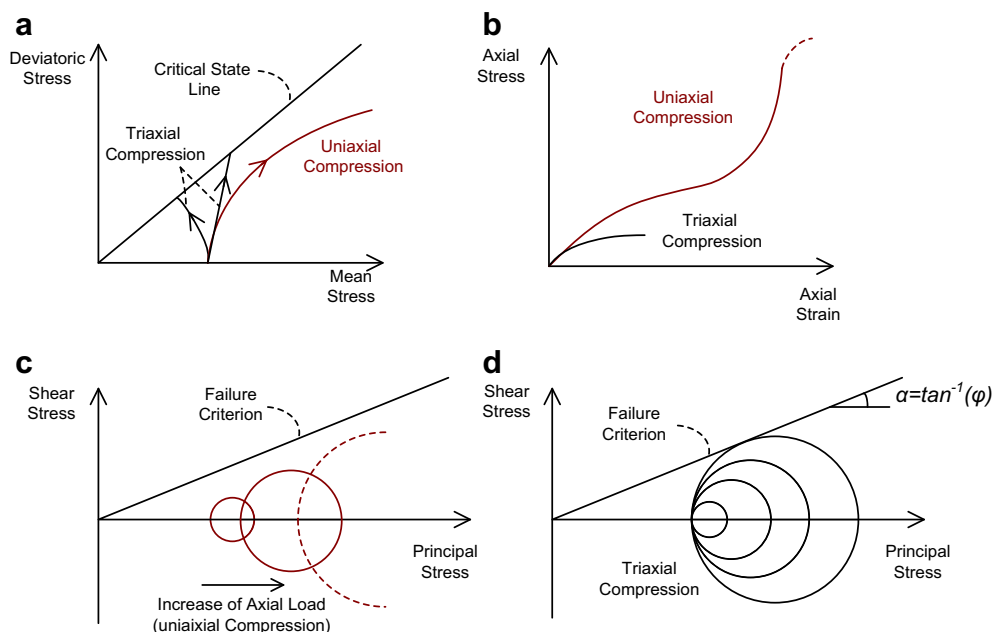 a
Deviatoric
Stress
Critical State
Line
Triaxial
Compression
Uniaxial
Compression
Mean
Stress
b
Axial
Stress
Uniaxial
Compression
Triaxial
Compression
Axial
Strain
c
Shear
Stress
Failure
Criterion
Principal
Stress
Increase of Axial Load
(uniaixial Compression)
d
Shear
Stress
Failure
Criterion
α=tan⁻¹(φ)
Triaxial
Compression
Principal
Stress